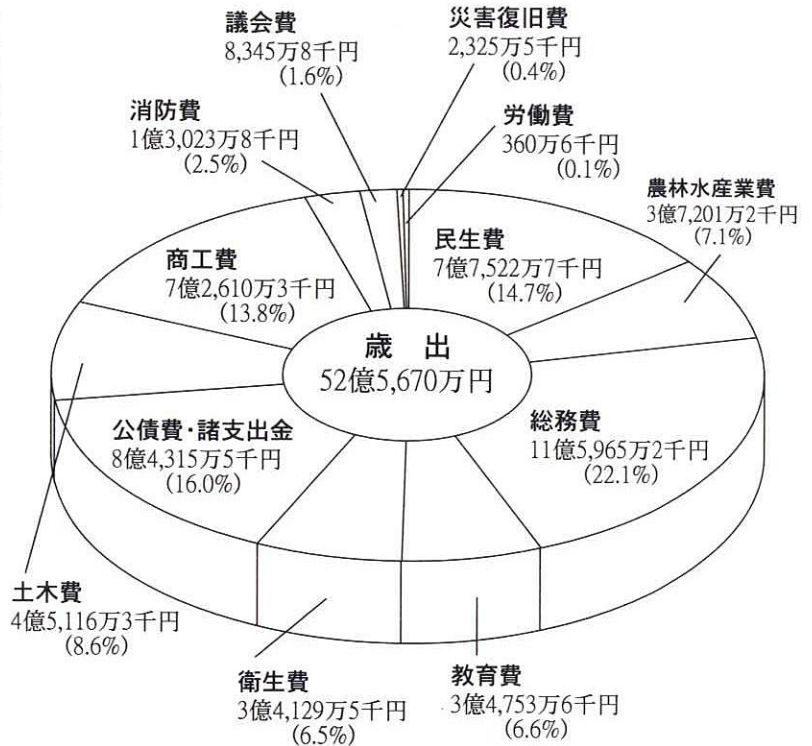 議会費
8,345万8千円
(1.6%)
災害復旧費
2,325万5千円
(0.4%)
消防費
1億3,023万8千円
(2.5%)
労働費
360万6千円
(0.1%)
農林水産業費
3億7,201万2千円
(7.1%)
商工費
7億2,610万3千円
(13.8%)
民生費
7億7,522万7千円
(14.7%)
歳 出
52億5,670万円
公債費・諸支出金
8億4,315万5千円
(16.0%)
総務費
11億5,965万2千円
(22.1%)
土木費
4億5,116万3千円
(8.6%)
衛生費
3億4,129万5千円
(6.5%)
教育費
3億4,753万6千円
(6.6%)